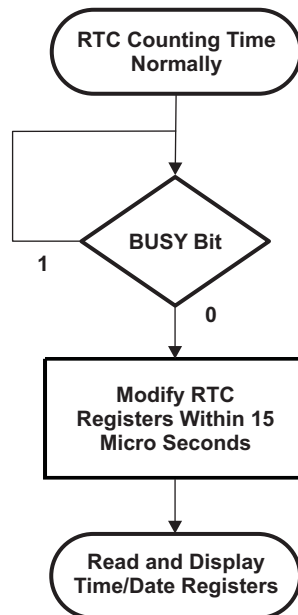 RTC Counting Time
Normally
BUSY Bit
1
0
Modify RTC
Registers Within 15
Micro Seconds
Read and Display
Time/Date Registers